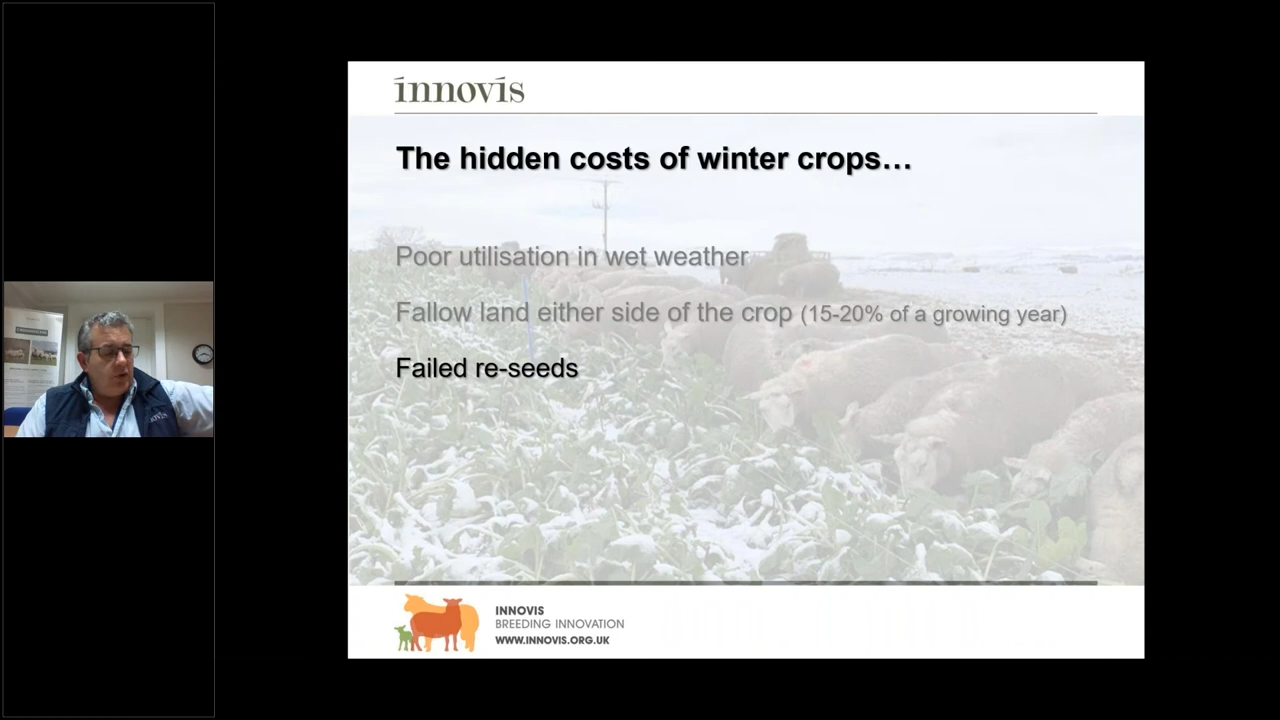 innovis
The hidden costs of winter crops…
Poor utilisation in wet weather
Fallow land either side of the crop (15-20% of a growing year)
Failed re-seeds
INNOVIS
BREEDING INNOVATION
WWW.INNOVIS.ORG.UK